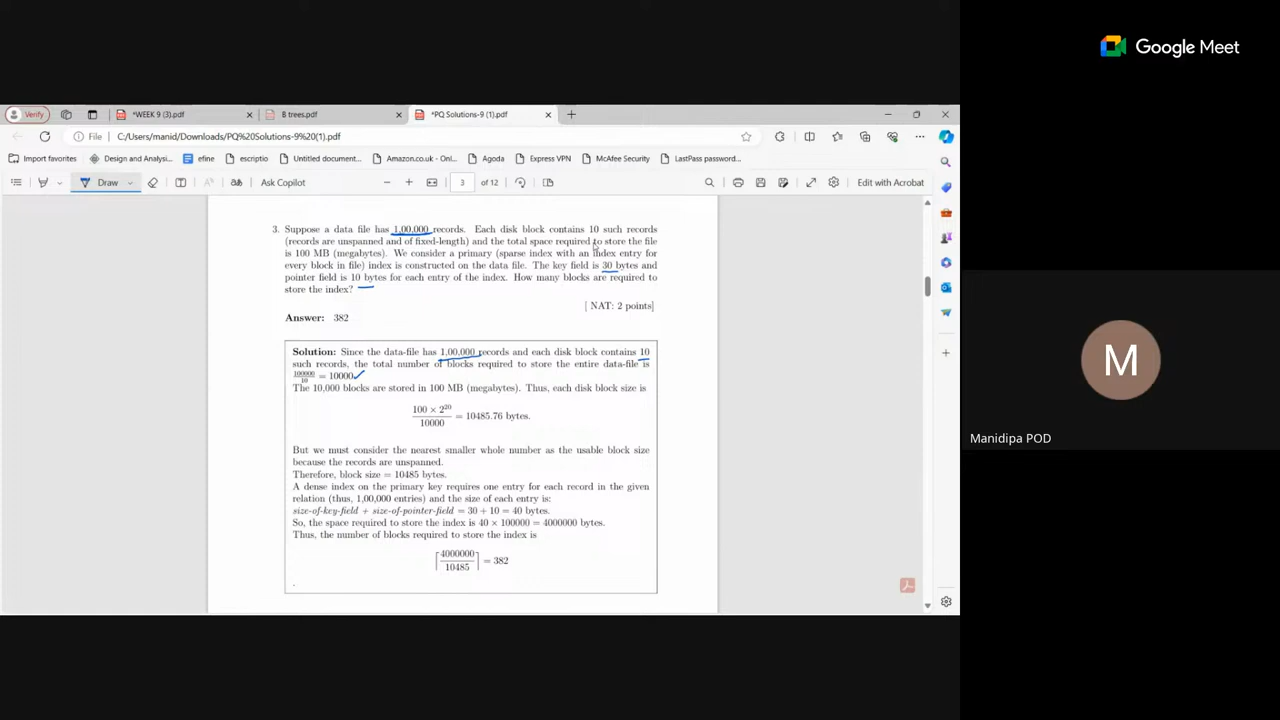 Google Meet
Verify
*WEEK 9 (3).pdf
B trees.pdf
*PQ Solutions-9 (1).pdf
File
C:/Users/manid/Downloads/PQ%20Solutions-9%20(1).pdf
Import favorites
Design and Analysi...
efine
escriptio
Untitled document...
Amazon.co.uk - Onl...
Agoda
Express VPN
McAfee Security
LastPass password...
Draw
Ask Copilot
3 of 12
Edit with Acrobat
3. Suppose a data file has 1,00,000 records. Each disk block contains 10 such records
(records are unspanned and of fixed-length) and the total space required to store the file
is 100 MB (megabytes). We consider a primary (sparse index with an index entry for
every block in file) index is constructed on the data file. The key field is 30 bytes and
pointer field is 10 bytes for each entry of the index. How many blocks are required to
store the index?
[ NAT: 2 points]
Answer: 382
Solution: Since the data-file has 1,00,000 records and each disk block contains 10
such records, the total number of blocks required to store the entire data-file is
100000/10 = 10000
The 10,000 blocks are stored in 100 MB (megabytes). Thus, each disk block size is
100 × 2^20 / 10000 = 10485.76 bytes.
But we must consider the nearest smaller whole number as the usable block size
because the records are unspanned.
Therefore, block size = 10485 bytes.
A dense index on the primary key requires one entry for each record in the given
relation (thus, 1,00,000 entries) and the size of each entry is:
size-of-key-field + size-of-pointer-field = 30 + 10 = 40 bytes.
So, the space required to store the index is 40 × 100000 = 4000000 bytes.
Thus, the number of blocks required to store the index is
⌈4000000/10485⌉ = 382
.
M
Manidipa POD